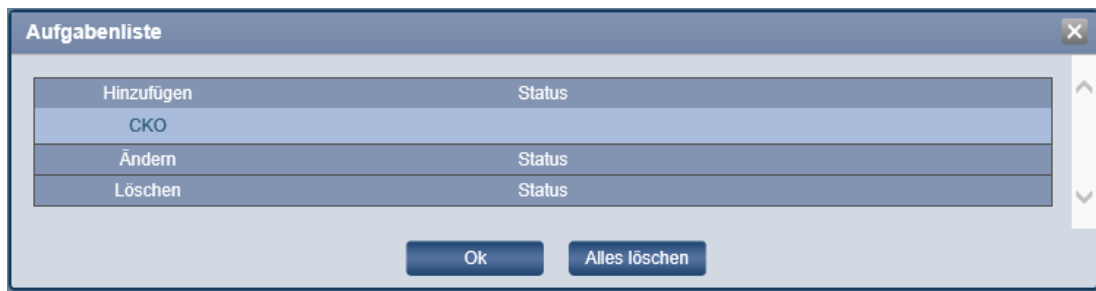 Aufgabenliste
Hinzufügen Status
CKO
Ändern Status
Löschen Status
Ok Alles löschen